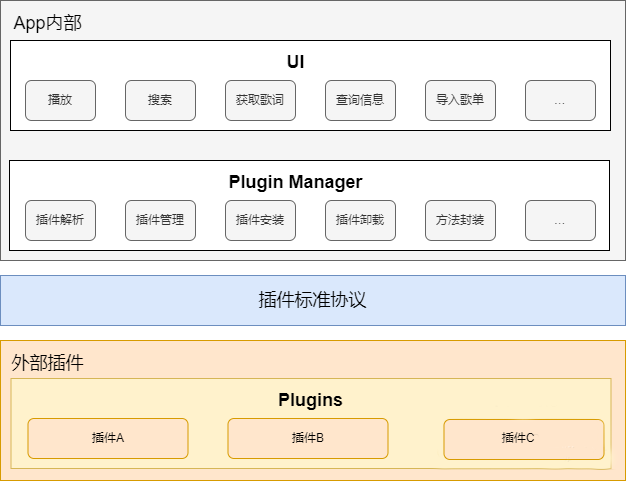 App内部
UI
播放
搜索
获取歌词
查询信息
导入歌单
...
Plugin Manager
插件解析
插件管理
插件安装
插件卸载
方法封装
...
插件标准协议
外部插件
Plugins
插件A
插件B
插件C